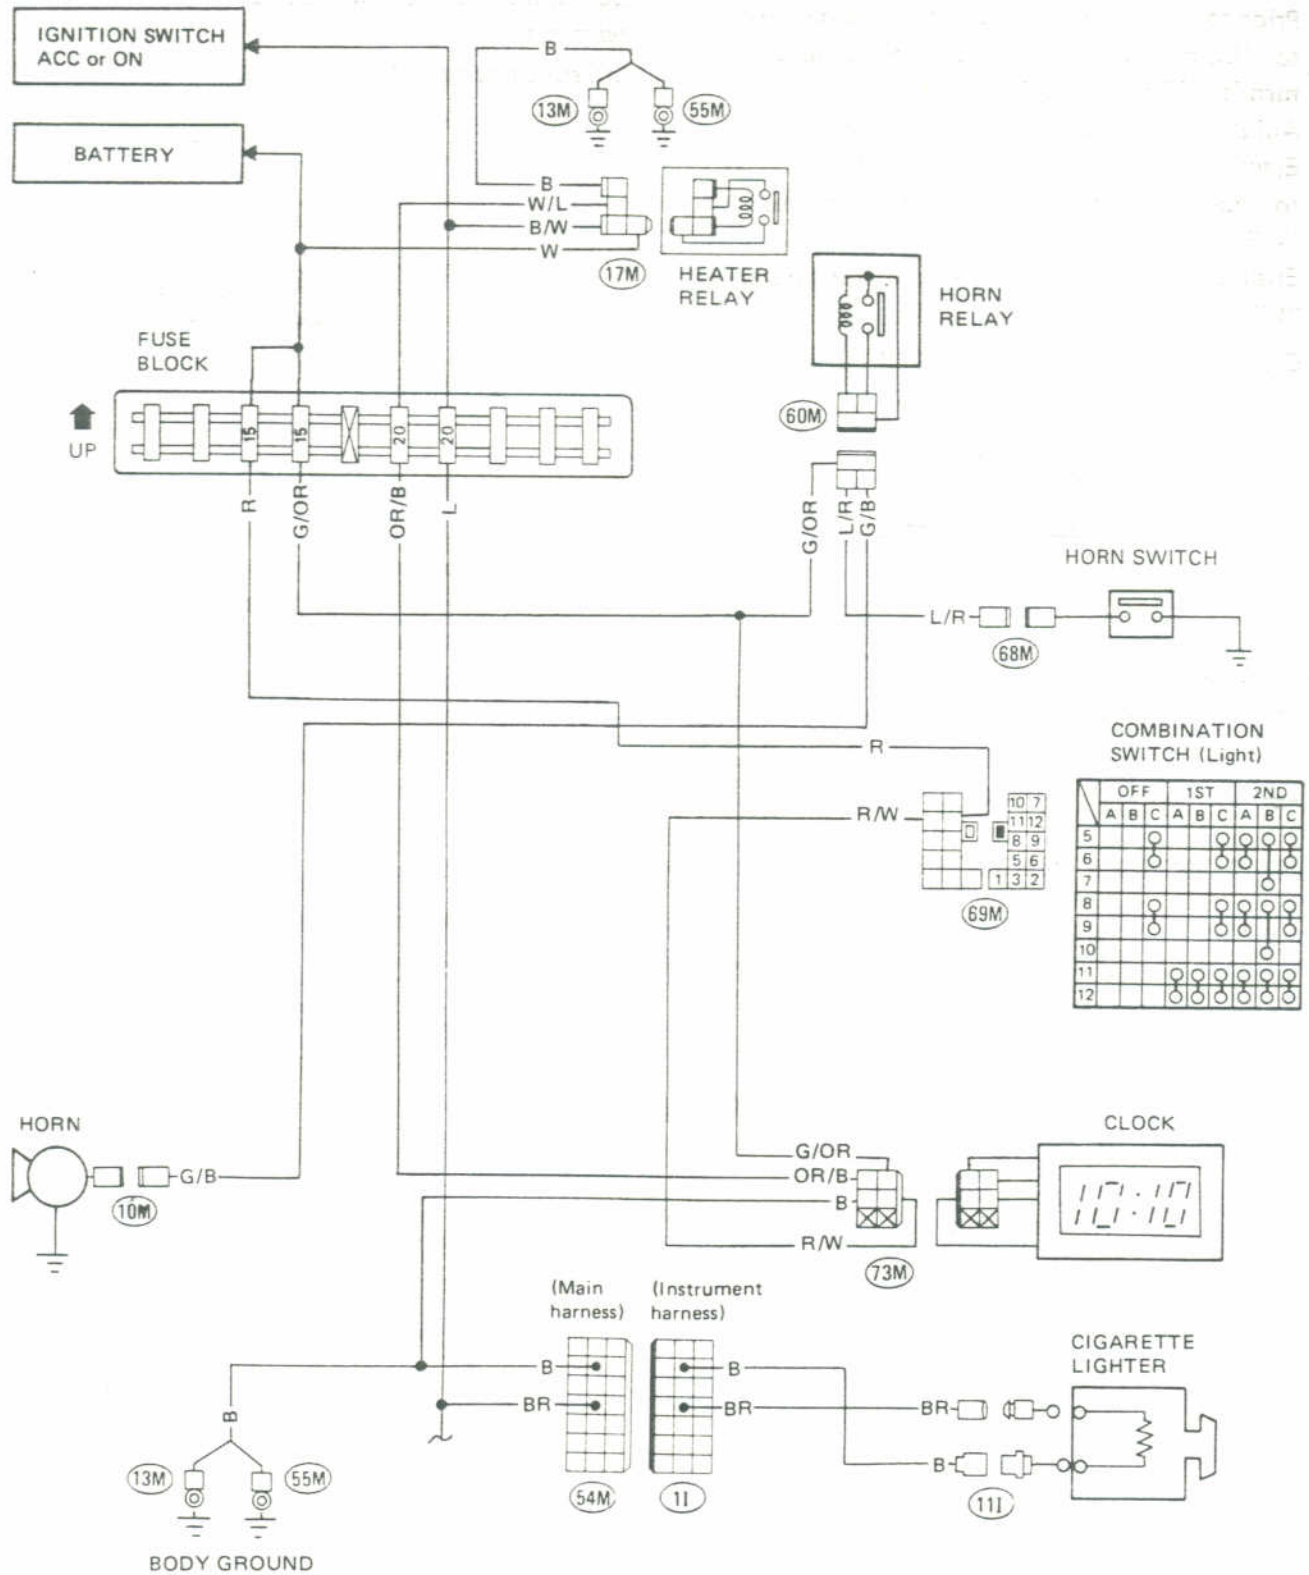 IGNITION SWITCH
ACC or ON
BATTERY
B
13M
55M
B
W/L
B/W
W
17M
HEATER
RELAY
HORN
RELAY
FUSE
BLOCK
UP
15
15
20
20
60M
R
G/OR
OR/B
L
G/OR
L/R
G/B
HORN SWITCH
L/R
68M
COMBINATION
SWITCH (Light)
OFF 1ST 2ND
A B C A B C A B C
5
6
7
8
9
10
11
12
R
R/W
10 7
11 12
8 9
5 6
1 3 2
69M
HORN
G/B
10M
CLOCK
G/OR
OR/B
B
R/W
10:10
73M
(Main
harness)
(Instrument
harness)
B
B
BR
BR
54M
1I
CIGARETTE
LIGHTER
BR
B
11I
B
13M
55M
BODY GROUND